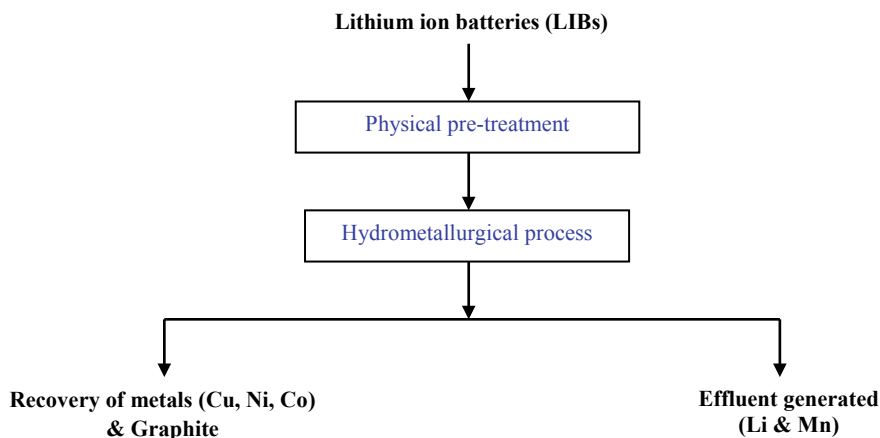 Lithium ion batteries (LIBs)
Physical pre-treatment
Hydrometallurgical process
Recovery of metals (Cu, Ni, Co)
& Graphite
Effluent generated
(Li & Mn)